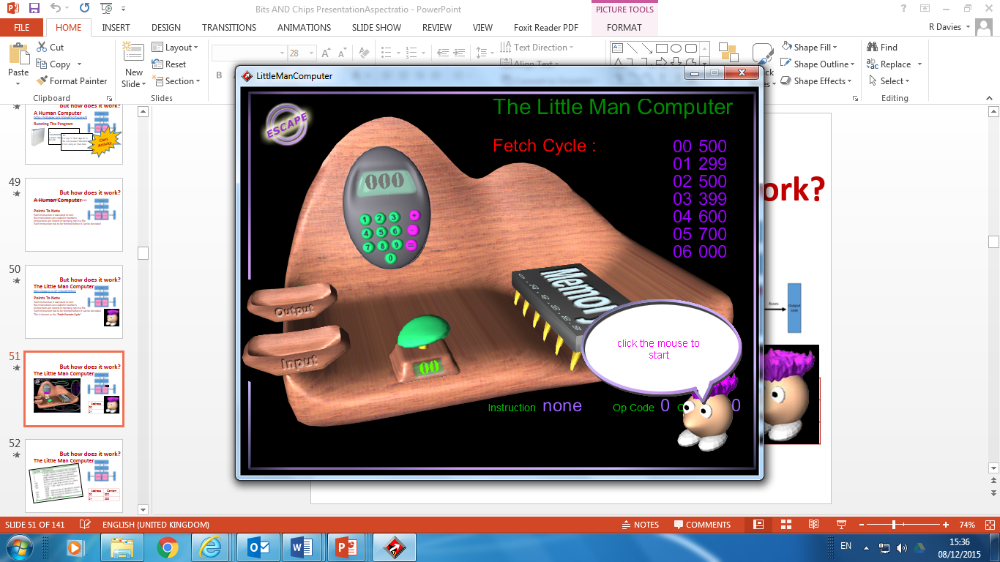 Bits AND Chips PresentationAspectratio - PowerPoint
PICTURE TOOLS
FILE HOME INSERT DESIGN TRANSITIONS ANIMATIONS SLIDE SHOW REVIEW VIEW Foxit Reader PDF FORMAT
R Davies
Paste
Cut
Copy
Format Painter
Clipboard
New
Slide
Layout
Reset
Section
Slides
28
B
Text Direction
Align Text
Shape Fill
Shape Outline
Shape Effects
Find
Replace
Select
Editing
But how does it work?
A Human Computer
Running The Program
Class
Activity
49
But how does it work?
A Human Computer
Points To Note
50
But how does it work?
The Little Man Computer
Points To Note
51
But how does it work?
The Little Man Computer
52
But how does it work?
The Little Man Computer
ork?
Buses
Output
Unit
LittleManComputer
ESCAPE
The Little Man Computer
Fetch Cycle :
00 500
01 299
02 500
03 399
04 600
05 700
06 000
000
1 2 3 +
4 5 6 -
7 8 9 =
0
Memory
Output
Input
00
click the mouse to
start
Instruction none Op Code 0
0
SLIDE 51 OF 141 ENGLISH (UNITED KINGDOM) NOTES COMMENTS 74%
EN
15:36
08/12/2015